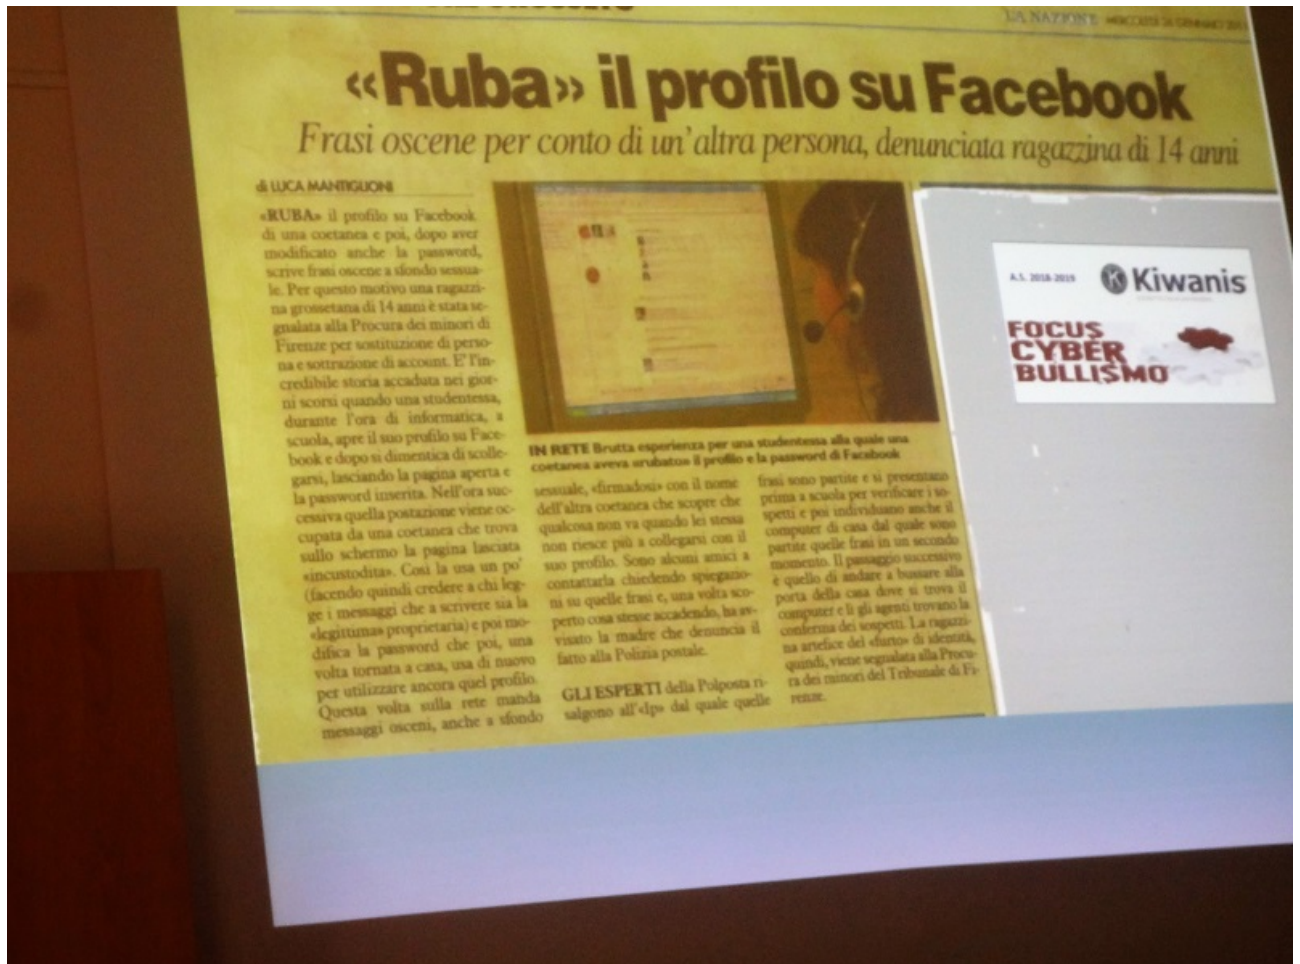 LA NAZIONE MERCOLEDÌ 26 GENNAIO
«Ruba» il profilo su Facebook
Frasi oscene per conto di un'altra persona, denunciata ragazzina di 14 anni
di LUCA MANTIGLIONI
«RUBA» il profilo su Facebook
di una coetanea e poi, dopo aver
modificato anche la password,
scrive frasi oscene a sfondo sessua-
le. Per questo motivo una ragazzi-
na grossetana di 14 anni è stata se-
gnalata alla Procura dei minori di
Firenze per sostituzione di perso-
na e sottrazione di account. E' l'in-
credibile storia accaduta nei gior-
ni scorsi quando una studentessa,
durante l'ora di informatica, a
scuola, apre il suo profilo su Face-
book e dopo si dimentica di scolle-
garsi, lasciando la pagina aperta e
la password inserita. Nell'ora suc-
cessiva quella postazione viene oc-
cupata da una coetanea che trova
sullo schermo la pagina lasciata
«incustodita». Così la usa un po'
(facendo quindi credere a chi leg-
ge i messaggi che a scrivere sia la
«legittima» proprietaria) e poi mo-
difica la password che poi, una
volta tornata a casa, usa di nuovo
per utilizzare ancora quel profilo.
Questa volta sulla rete manda
messaggi osceni, anche a sfondo
IN RETE Brutta esperienza per una studentessa alla quale una
coetanea aveva «rubato» il profilo e la password di Facebook
sessuale, «firmadosi» con il nome
dell'altra coetanea che scopre che
qualcosa non va quando lei stessa
non riesce più a collegarsi con il
suo profilo. Sono alcuni amici a
contattarla chiedendo spiegazio-
ni su quelle frasi e, una volta sco-
perto cosa stesse accadendo, ha av-
visato la madre che denuncia il
fatto alla Polizia postale.
GLI ESPERTI della Polposta ri-
salgono all'«Ip» dal quale quelle
frasi sono partite e si presentano
prima a scuola per verificare i so-
spetti e poi individuano anche il
computer di casa dal quale sono
partite quelle frasi in un secondo
momento. Il passaggio successivo
è quello di andare a bussare alla
porta della casa dove si trova il
computer e lì gli agenti trovano la
conferma dei sospetti. La ragazzi-
na artefice del «furto» di identità,
quindi, viene segnalata alla Procu-
ra dei minori del Tribunale di Fi-
renze.
A.S. 2018-2019
Kiwanis
FOCUS
CYBER
BULLISMO